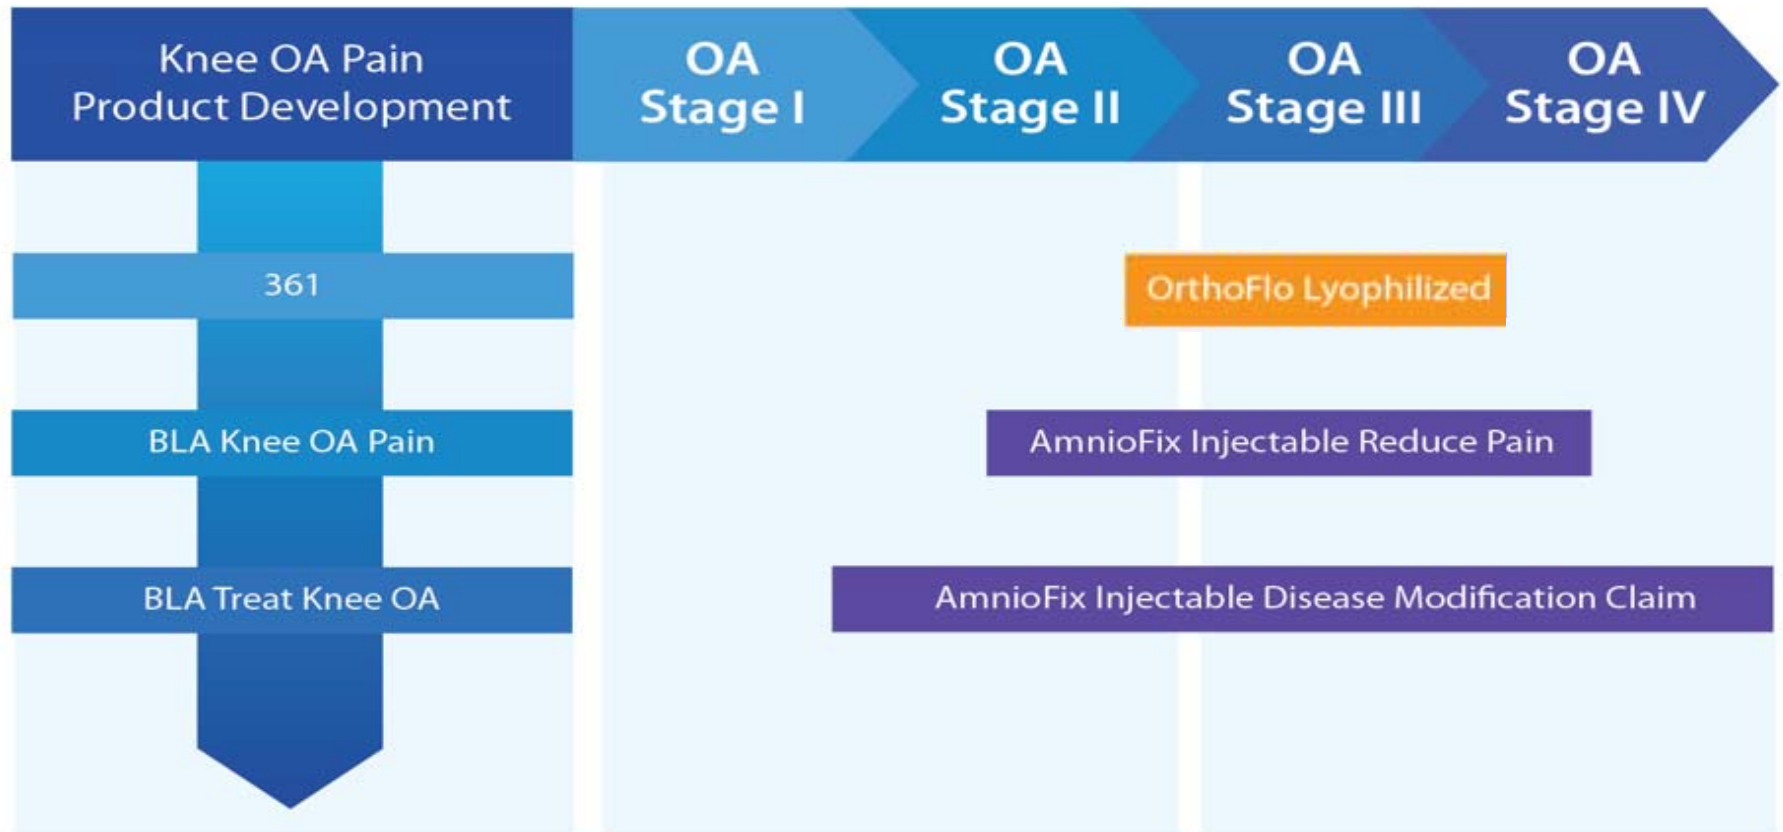 Knee OA Pain
Product Development
OA
Stage I
OA
Stage II
OA
Stage III
OA
Stage IV
361
OrthoFlo Lyophilized
BLA Knee OA Pain
AmnioFix Injectable Reduce Pain
BLA Treat Knee OA
AmnioFix Injectable Disease Modification Claim